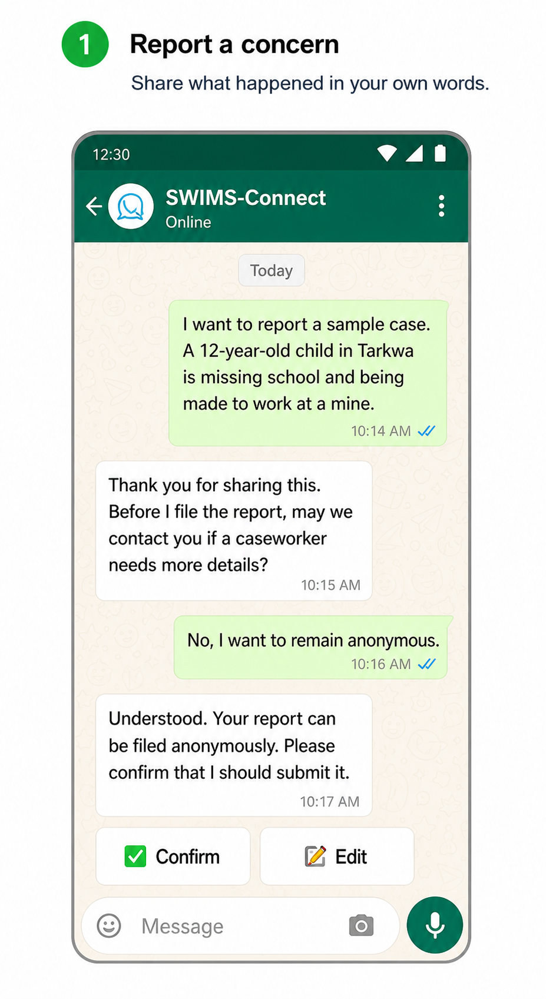 1
Report a concern
Share what happened in your own words.
12:30
SWIMS-Connect
Online
Today
I want to report a sample case.
A 12-year-old child in Tarkwa
is missing school and being
made to work at a mine.
10:14 AM
Thank you for sharing this.
Before I file the report, may we
contact you if a caseworker
needs more details?
10:15 AM
No, I want to remain anonymous.
10:16 AM
Understood. Your report can
be filed anonymously. Please
confirm that I should submit it.
10:17 AM
Confirm
Edit
Message